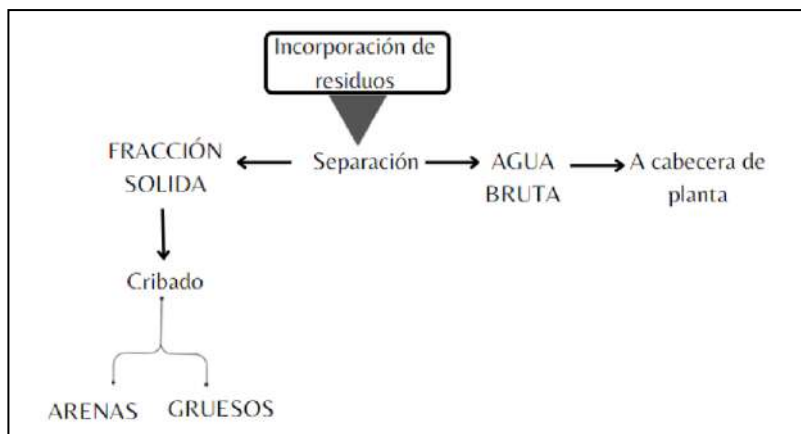 Incorporación de
residuos
FRACCIÓN
SOLIDA
Separación
AGUA
BRUTA
A cabecera de
planta
Cribado
ARENAS
GRUESOS